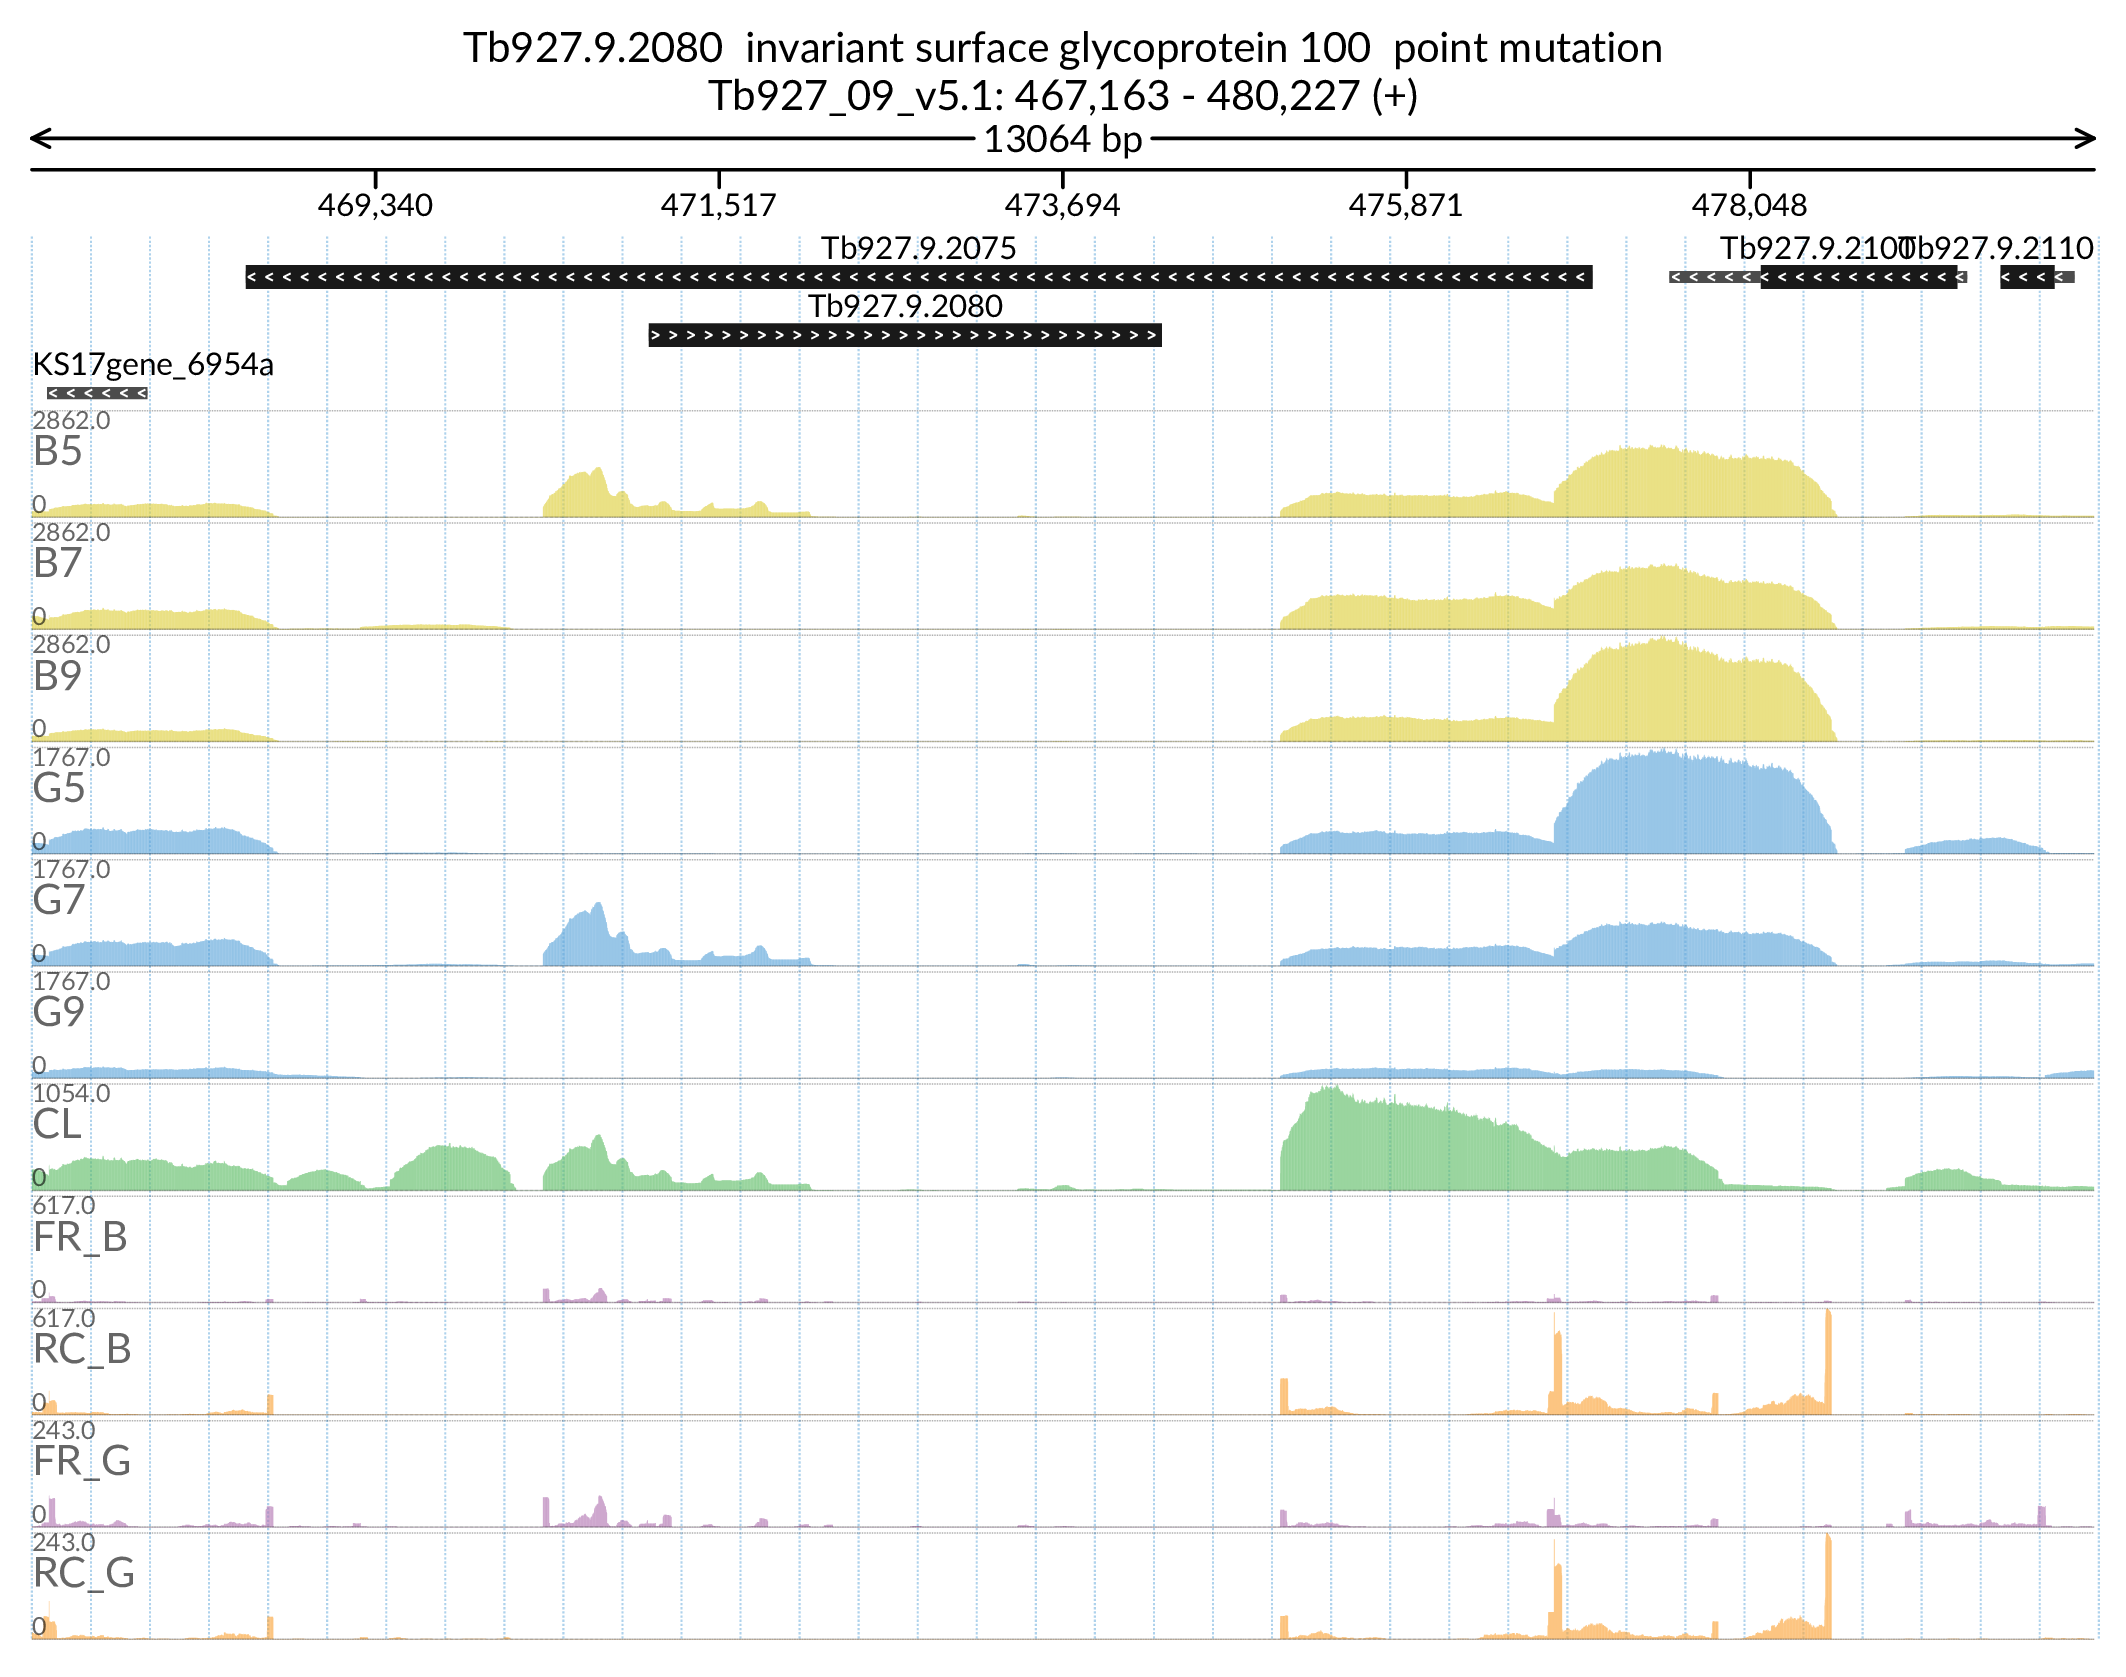 Tb927.9.2080  invariant surface glycoprotein 100  point mutation
Tb927_09_v5.1: 467,163 - 480,227 (+)
13064 bp
469,340 471,517 473,694 475,871 478,048
Tb927.9.2075 Tb927.9.2100 Tb927.9.2110
Tb927.9.2080
KS17gene_6954a
2862.0
B5
0
2862.0
B7
0
2862.0
B9
0
1767.0
G5
0
1767.0
G7
0
1767.0
G9
0
1054.0
CL
0
617.0
FR_B
0
617.0
RC_B
0
243.0
FR_G
0
243.0
RC_G
0